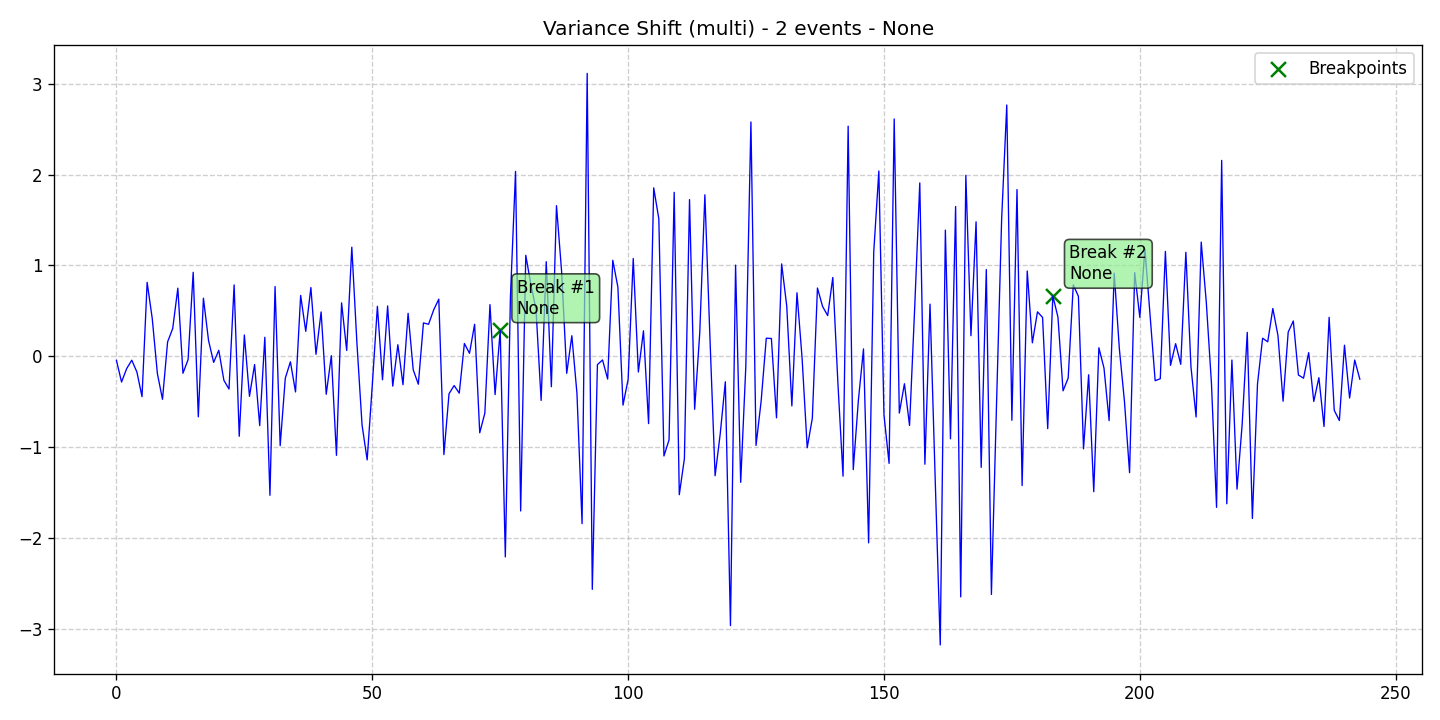 Variance Shift (multi) - 2 events - None
Breakpoints
3
2
1
0
−1
−2
−3
Break #1
None
Break #2
None
0
50
100
150
200
250